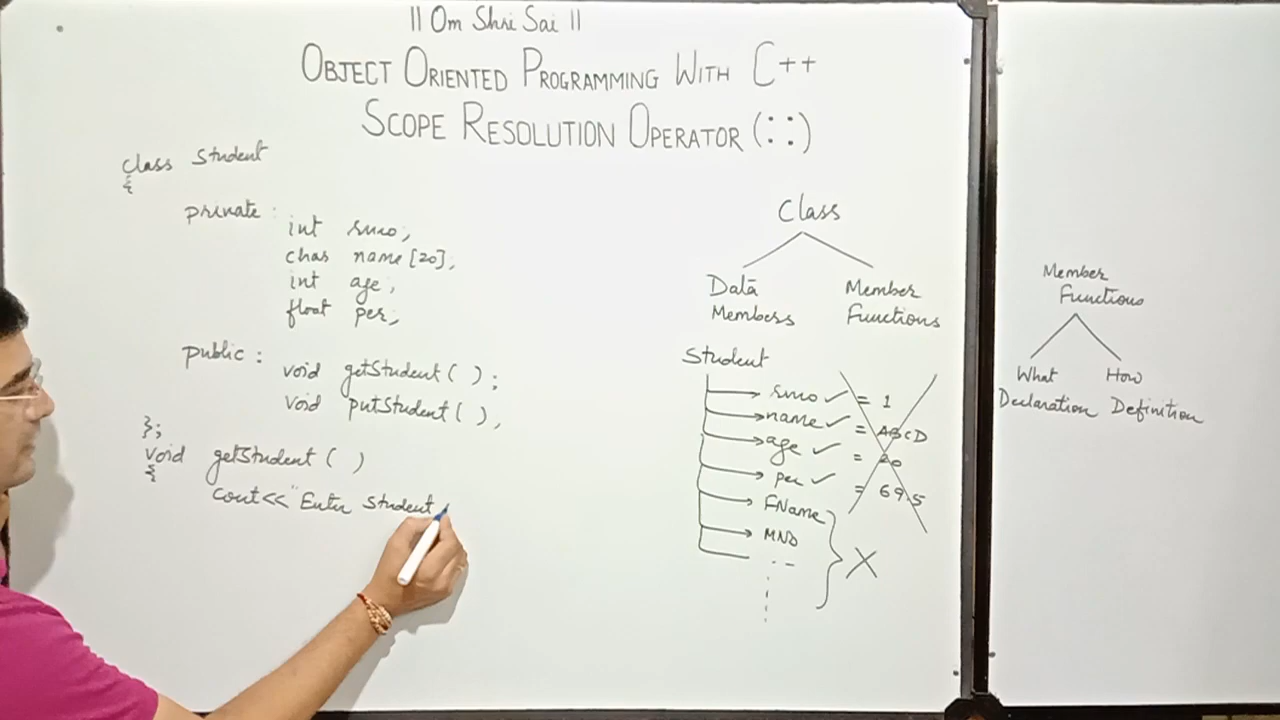 || Om Shri Sai ||
OBJECT ORIENTED PROGRAMMING WITH C++
SCOPE RESOLUTION OPERATOR (::)
class Student
{
private :
int srno,
char name [20],
int age,
float per,
public :
void getStudent ( ) ;
void putStudent ( ),
};
void getStudent ( )
{
cout<< "Enter Student
Class
Data
Members
Member
Functions
Student
srno ✓ = 1
name ✓ = ABCD
age ✓ = 20
per ✓ = 69.5
FName
MNo
Member
Functions
What
Declaration
How
Definition